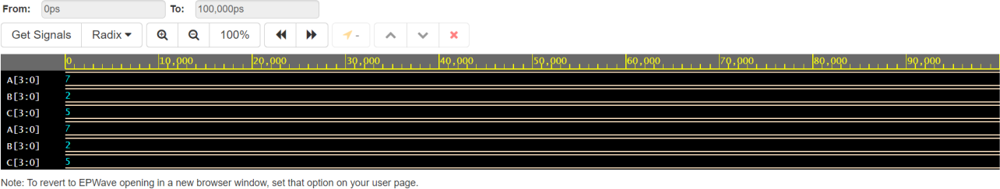 From: 0ps To: 100,000ps
Get Signals Radix 100% -
0 10,000 20,000 30,000 40,000 50,000 60,000 70,000 80,000 90,000
A[3:0] 7
B[3:0] 2
C[3:0] 5
A[3:0] 7
B[3:0] 2
C[3:0] 5
Note: To revert to EPWave opening in a new browser window, set that option on your user page.